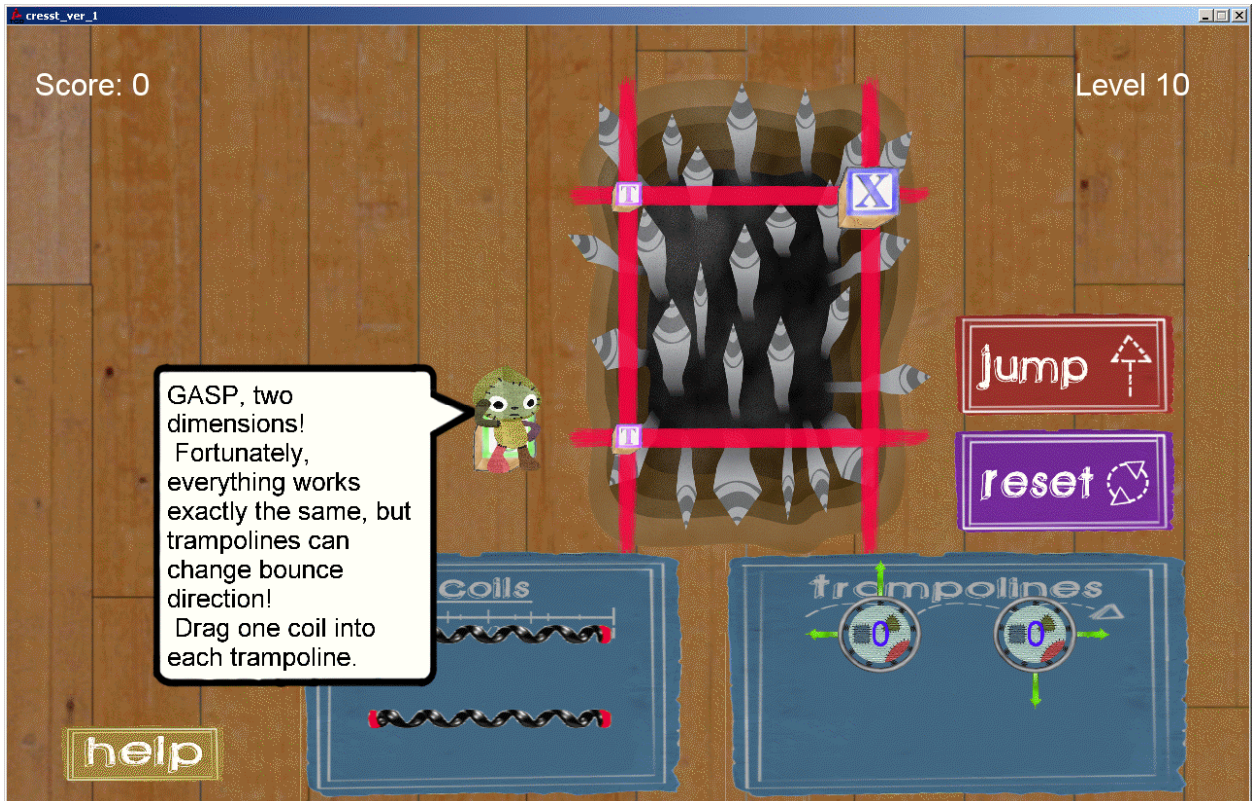 cresst_ver_1
Score: 0
Level 10
T
X
T
jump
reset
GASP, two
dimensions!
Fortunately,
everything works
exactly the same, but
trampolines can
change bounce
direction!
Drag one coil into
each trampoline.
coils
trampolines
0
0
help